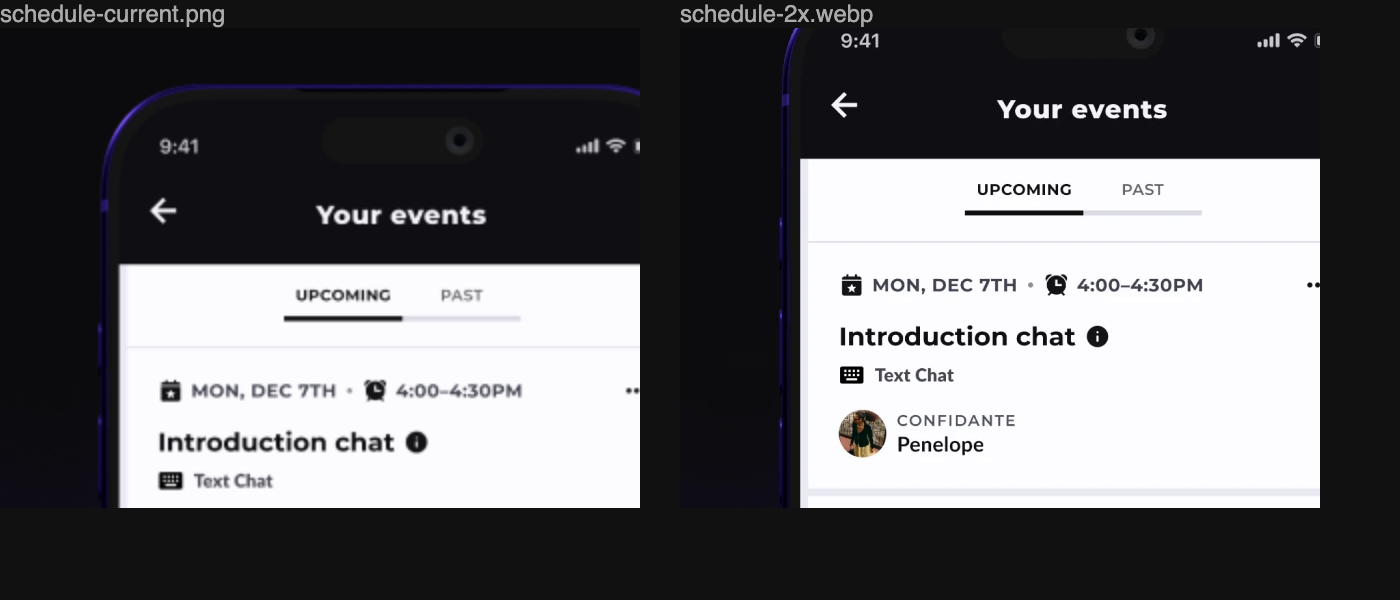 schedule-current.png
9:41
Your events
UPCOMING PAST
MON, DEC 7TH • 4:00–4:30PM
Introduction chat
Text Chat
schedule-2x.webp
9:41
Your events
UPCOMING PAST
MON, DEC 7TH • 4:00–4:30PM
Introduction chat
Text Chat
CONFIDANTE
Penelope